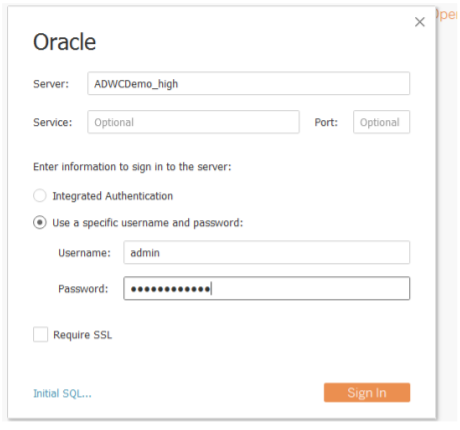 Oracle
Server: ADWCDemo_high
Service: Optional Port: Optional
Enter information to sign in to the server:
Integrated Authentication
Use a specific username and password:
Username: admin
Password: ••••••••••••
Require SSL
Initial SQL... Sign In